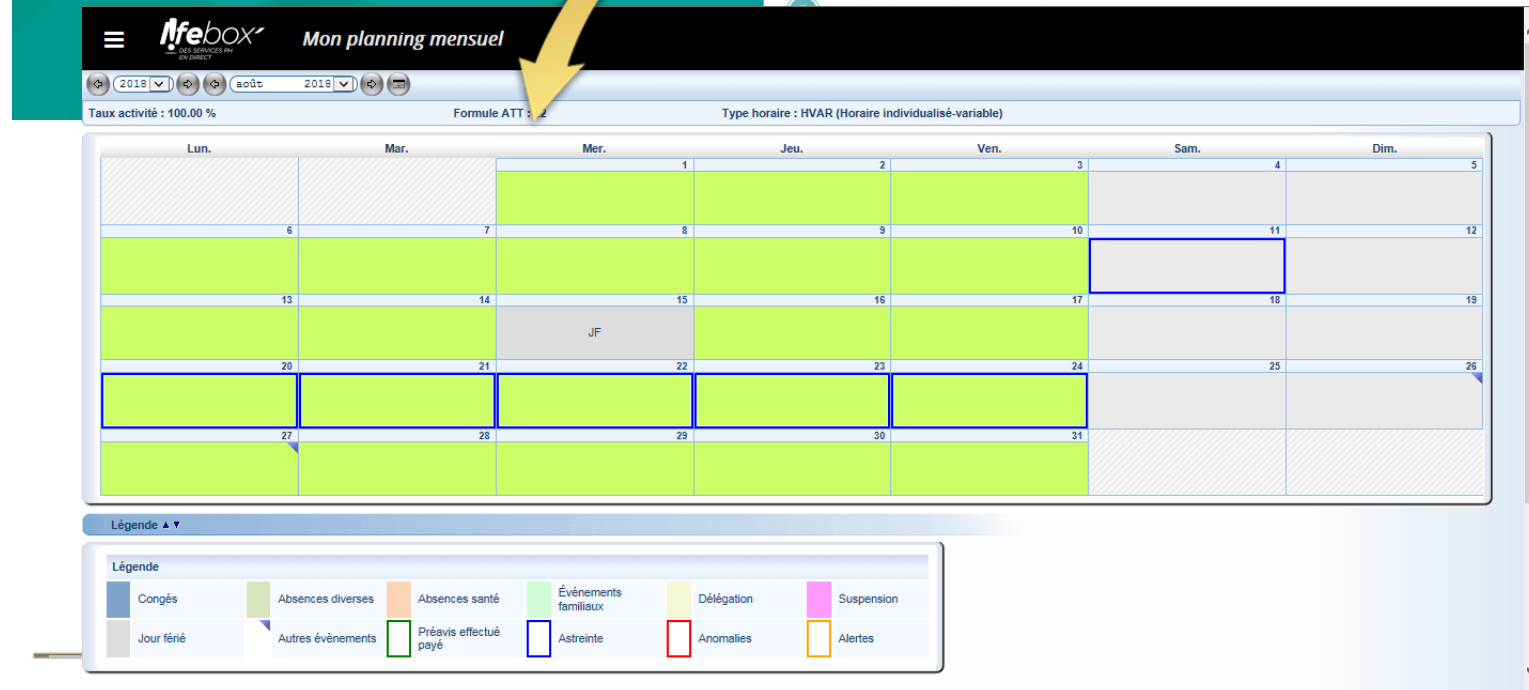 lifebox
DES SERVICES RH
EN DIRECT
Mon planning mensuel
2018
août 2018
Taux activité : 100.00 %
Formule ATT :
Type horaire : HVAR (Horaire individualisé-variable)
Lun. Mar. Mer. Jeu. Ven. Sam. Dim.
1 2 3 4 5
6 7 8 9 10 11 12
13 14 15 16 17 18 19
JF
20 21 22 23 24 25 26
27 28 29 30 31
Légende
Légende
Congés
Absences diverses
Absences santé
Événements
familiaux
Délégation
Suspension
Jour férié
Autres évènements
Préavis effectué
payé
Astreinte
Anomalies
Alertes